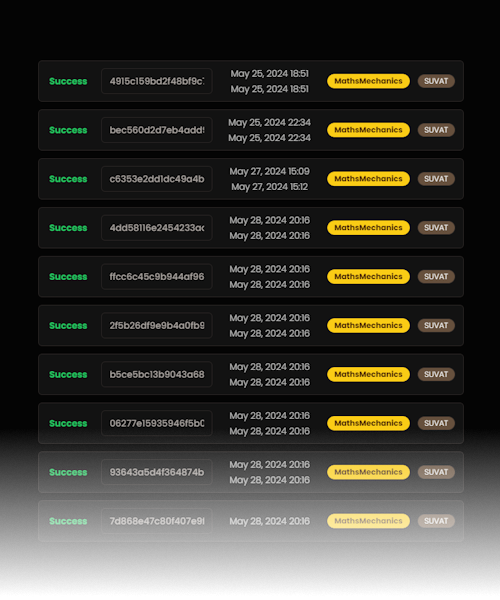 Success 4915c159bd2f48bf9c May 25, 2024 18:51 MathsMechanics SUVAT
May 25, 2024 18:51
Success bec560d2d7eb4add May 25, 2024 22:34 MathsMechanics SUVAT
May 25, 2024 22:34
Success c6353e2dd1dc49a4b May 27, 2024 15:09 MathsMechanics SUVAT
May 27, 2024 15:12
Success 4dd58116e2454233a May 28, 2024 20:16 MathsMechanics SUVAT
May 28, 2024 20:16
Success ffcc6c45c9b944af96 May 28, 2024 20:16 MathsMechanics SUVAT
May 28, 2024 20:16
Success 2f5b26df9e9b4a0fb9 May 28, 2024 20:16 MathsMechanics SUVAT
May 28, 2024 20:16
Success b5ce5bc13b9043a68 May 28, 2024 20:16 MathsMechanics SUVAT
May 28, 2024 20:16
Success 06277e15935946f5b0 May 28, 2024 20:16 MathsMechanics SUVAT
May 28, 2024 20:16
Success 93643a5d4f364874b May 28, 2024 20:16 MathsMechanics SUVAT
May 28, 2024 20:16
Success 7d868e47c80f407e9 May 28, 2024 20:16 MathsMechanics SUVAT